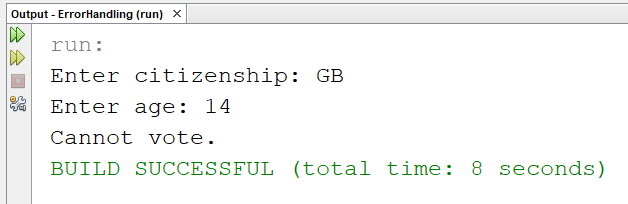 Output - ErrorHandling (run) ×
run:
Enter citizenship: GB
Enter age: 14
Cannot vote.
BUILD SUCCESSFUL (total time: 8 seconds)